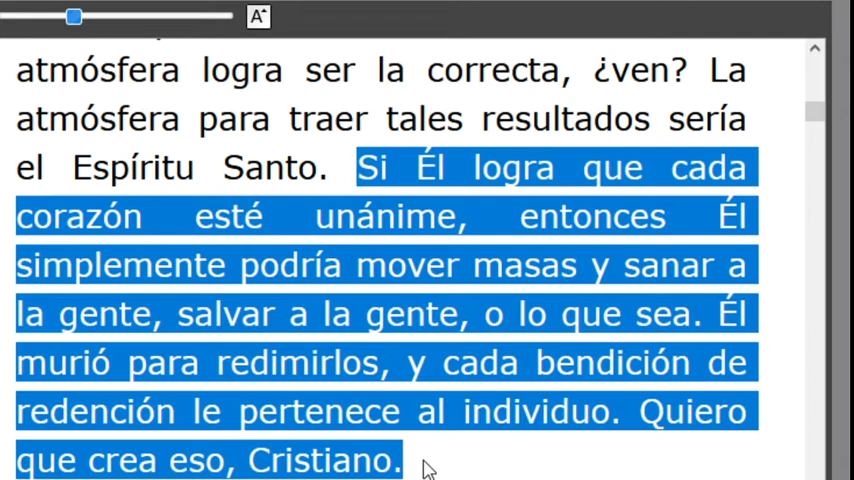 A
atmósfera logra ser la correcta, ¿ven? La
atmósfera para traer tales resultados sería
el Espíritu Santo. Si Él logra que cada
corazón esté unánime, entonces Él
simplemente podría mover masas y sanar a
la gente, salvar a la gente, o lo que sea. Él
murió para redimirlos, y cada bendición de
redención le pertenece al individuo. Quiero
que crea eso, Cristiano.